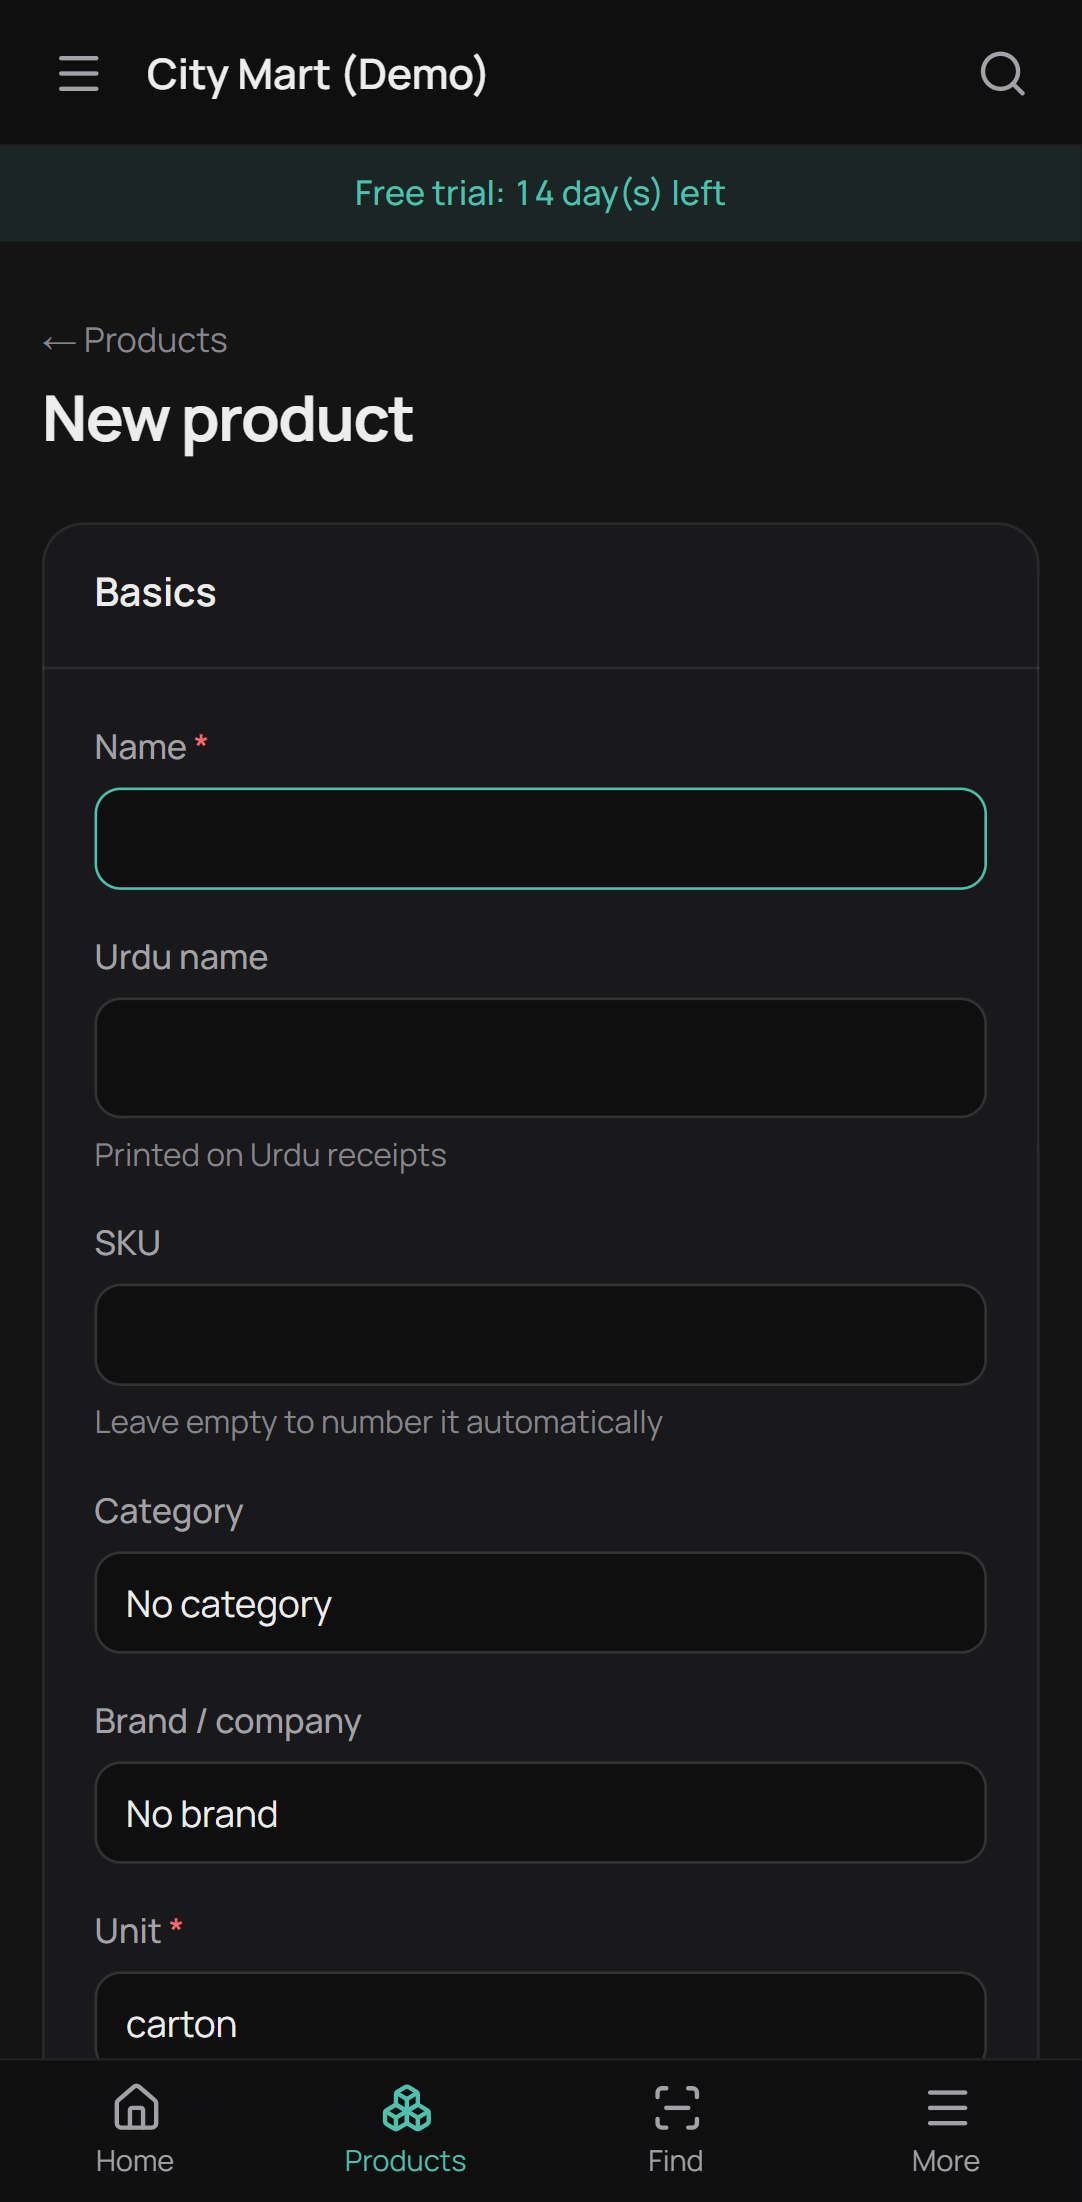 City Mart (Demo)
Free trial: 14 day(s) left
← Products
New product
Basics
Name *
Urdu name
Printed on Urdu receipts
SKU
Leave empty to number it automatically
Category
No category
Brand / company
No brand
Unit *
carton
Home
Products
Find
More